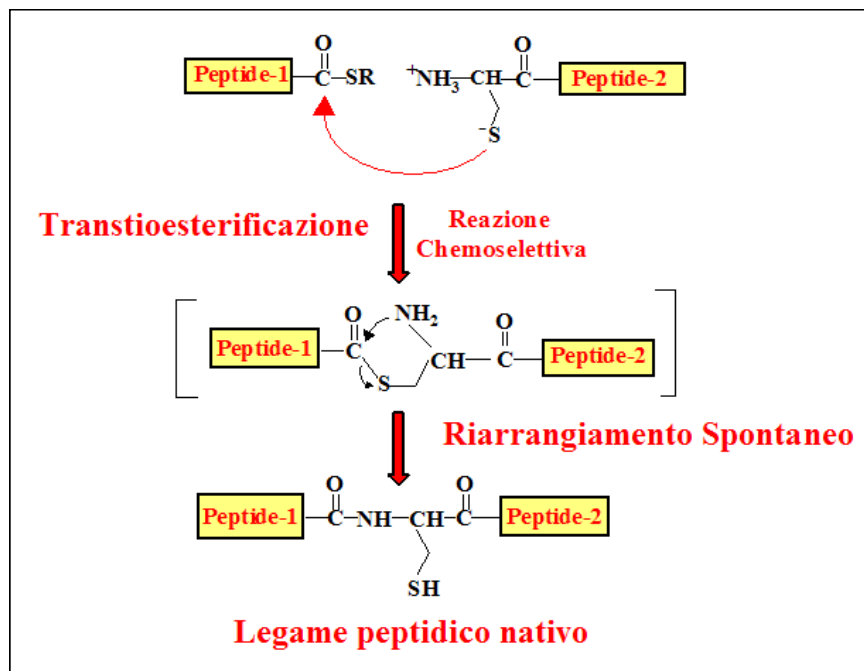 O O
Peptide-1 C SR ⁺NH₃ CH C Peptide-2
⁻S
Transtioesterificazione
Reazione
Chemoselettiva
O NH₂ O
Peptide-1 C CH C Peptide-2
S
Riarrangiamento Spontaneo
O O
Peptide-1 C NH CH C Peptide-2
SH
Legame peptidico nativo